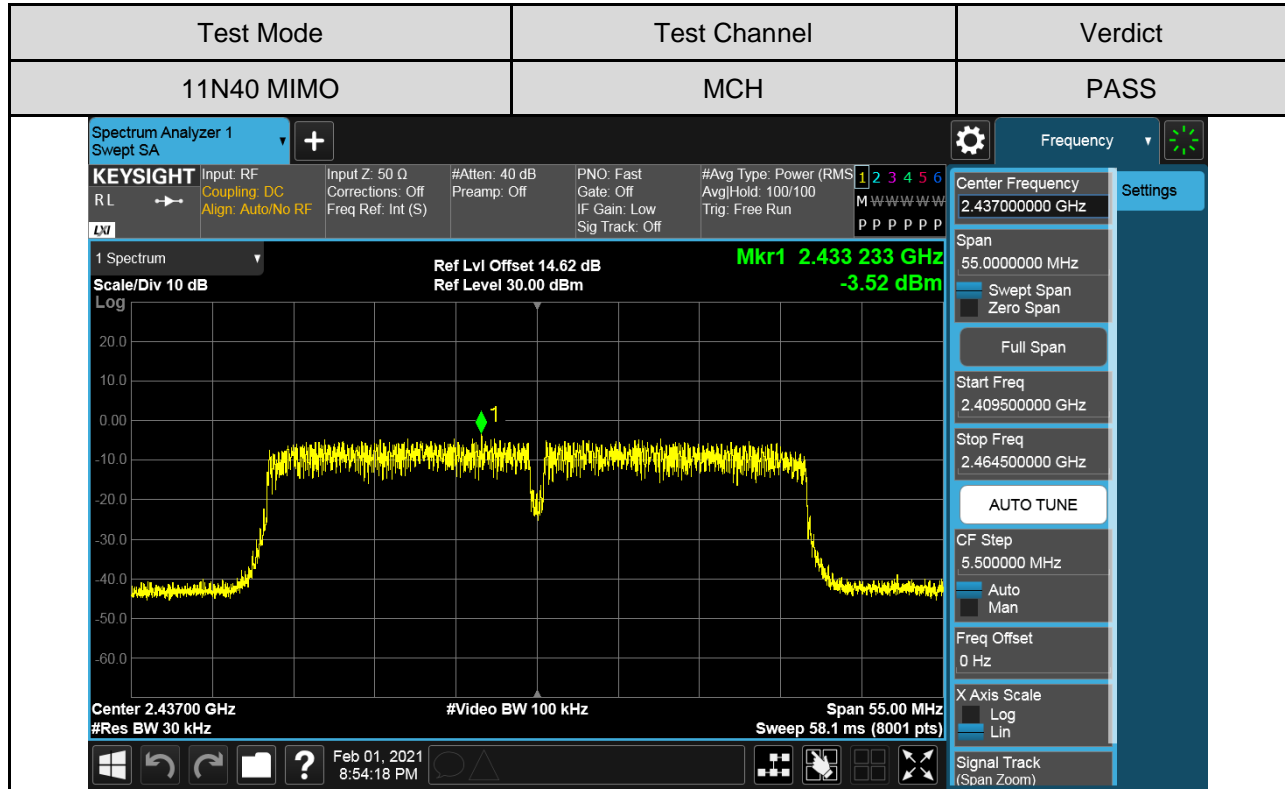 Test Mode
Test Channel
Verdict
11N40 MIMO
MCH
PASS
Spectrum Analyzer 1
Swept SA
+
Frequency
KEYSIGHT
R L
LXI
Input: RF
Coupling: DC
Align: Auto/No RF
Input Z: 50 Ω
Corrections: Off
Freq Ref: Int (S)
#Atten: 40 dB
Preamp: Off
PNO: Fast
Gate: Off
IF Gain: Low
Sig Track: Off
#Avg Type: Power (RMS
Avg|Hold: 100/100
Trig: Free Run
1 2 3 4 5 6
M W W W W W
P P P P P P
1 Spectrum
Scale/Div 10 dB
Log
Ref Lvl Offset 14.62 dB
Ref Level 30.00 dBm
Mkr1 2.433 233 GHz
-3.52 dBm
20.0
10.0
0.00
-10.0
-20.0
-30.0
-40.0
-50.0
-60.0
1
Center 2.43700 GHz
#Res BW 30 kHz
#Video BW 100 kHz
Span 55.00 MHz
Sweep 58.1 ms (8001 pts)
Feb 01, 2021
8:54:18 PM
?
Center Frequency
2.437000000 GHz
Settings
Span
55.0000000 MHz
Swept Span
Zero Span
Full Span
Start Freq
2.409500000 GHz
Stop Freq
2.464500000 GHz
AUTO TUNE
CF Step
5.500000 MHz
Auto
Man
Freq Offset
0 Hz
X Axis Scale
Log
Lin
Signal Track
(Span Zoom)